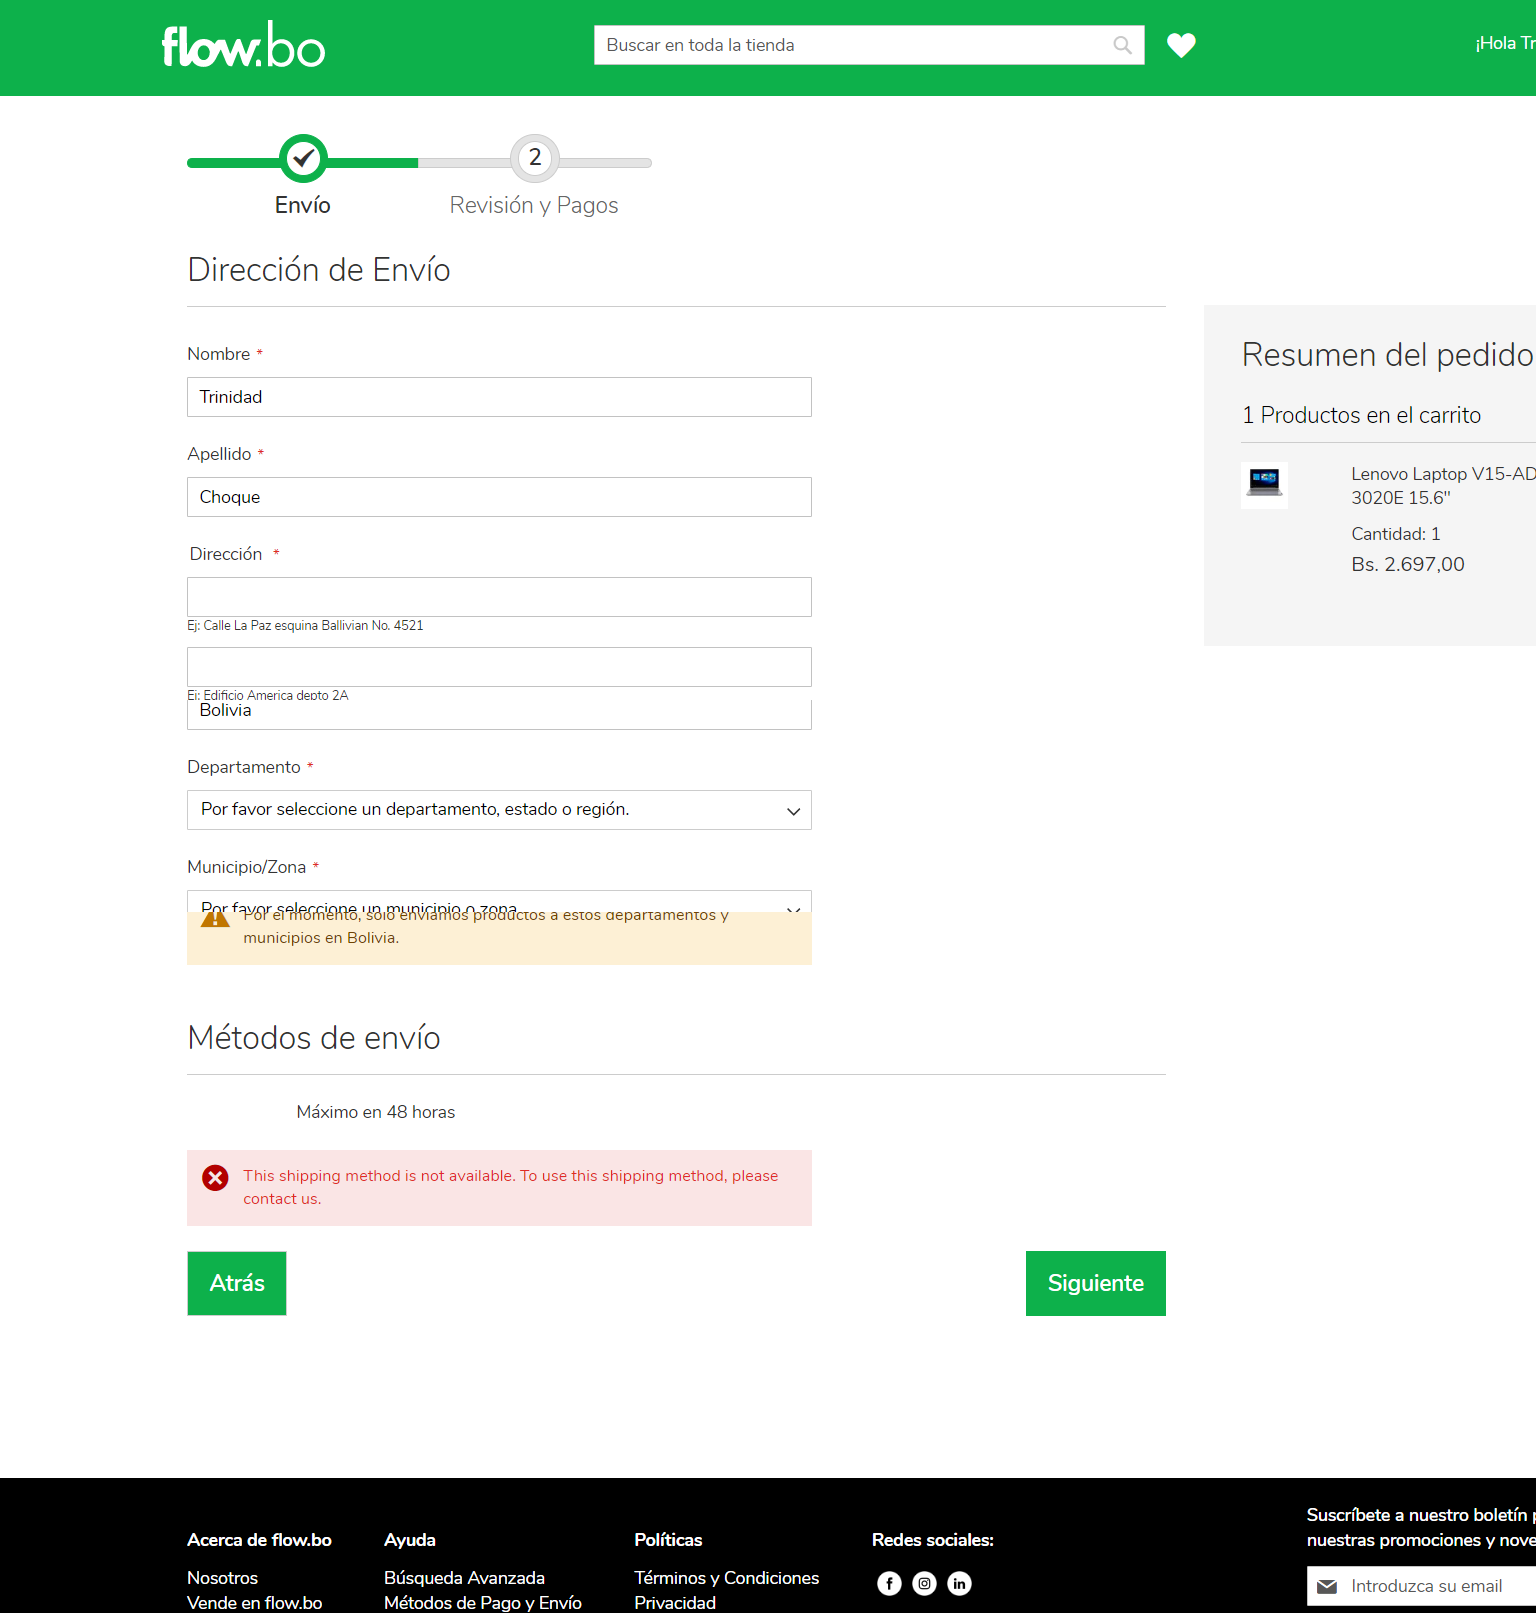 flow.bo
Buscar en toda la tienda
¡Hola Tr
2
Envío
Revisión y Pagos
Dirección de Envío
Nombre *
Trinidad
Apellido *
Choque
Dirección *
Ej: Calle La Paz esquina Ballivian No. 4521
Ej: Edificio America depto 2A
Bolivia
Departamento *
Por favor seleccione un departamento, estado o región.
Municipio/Zona *
Por favor seleccione un municipio o zona
Por el momento, solo enviamos productos a estos departamentos y
municipios en Bolivia.
Métodos de envío
Máximo en 48 horas
This shipping method is not available. To use this shipping method, please
contact us.
Atrás
Siguiente
Resumen del pedido
1 Productos en el carrito
Lenovo Laptop V15-AD
3020E 15.6"
Cantidad: 1
Bs. 2.697,00
Acerca de flow.bo
Nosotros
Vende en flow.bo
Ayuda
Búsqueda Avanzada
Métodos de Pago y Envío
Políticas
Términos y Condiciones
Privacidad
Redes sociales:
Suscríbete a nuestro boletín p
nuestras promociones y nove
Introduzca su email